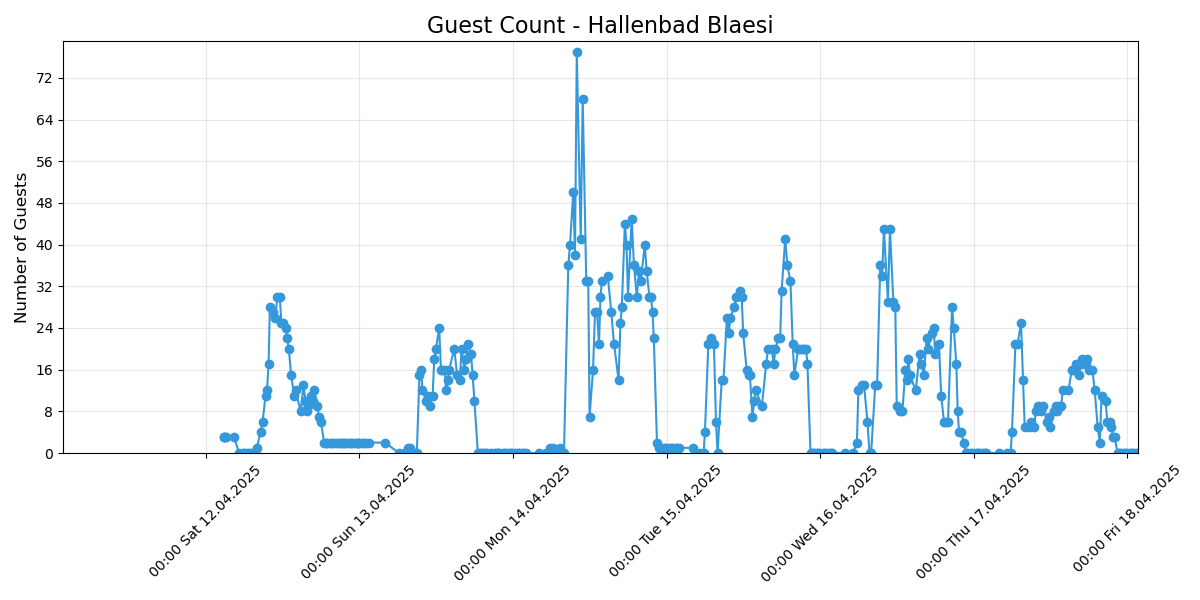 Guest Count - Hallenbad Blaesi
Number of Guests
72
64
56
48
40
32
24
16
8
0
00:00 Sat 12.04.2025
00:00 Sun 13.04.2025
00:00 Mon 14.04.2025
00:00 Tue 15.04.2025
00:00 Wed 16.04.2025
00:00 Thu 17.04.2025
00:00 Fri 18.04.2025